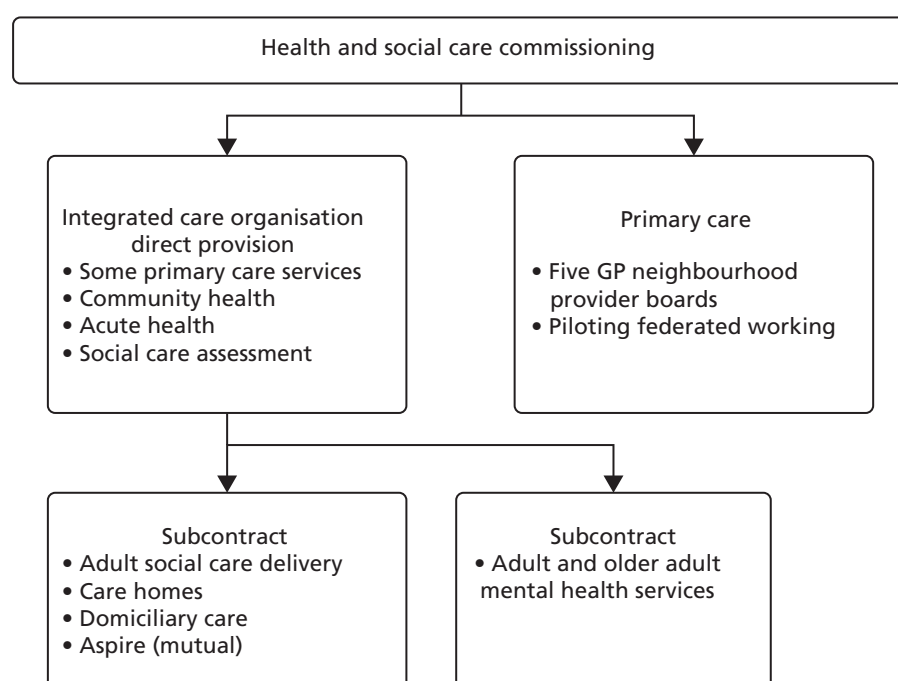 Health and social care commissioning
Integrated care organisation
direct provision
• Some primary care services
• Community health
• Acute health
• Social care assessment
Primary care
• Five GP neighbourhood
provider boards
• Piloting federated working
Subcontract
• Adult social care delivery
• Care homes
• Domiciliary care
• Aspire (mutual)
Subcontract
• Adult and older adult
mental health services